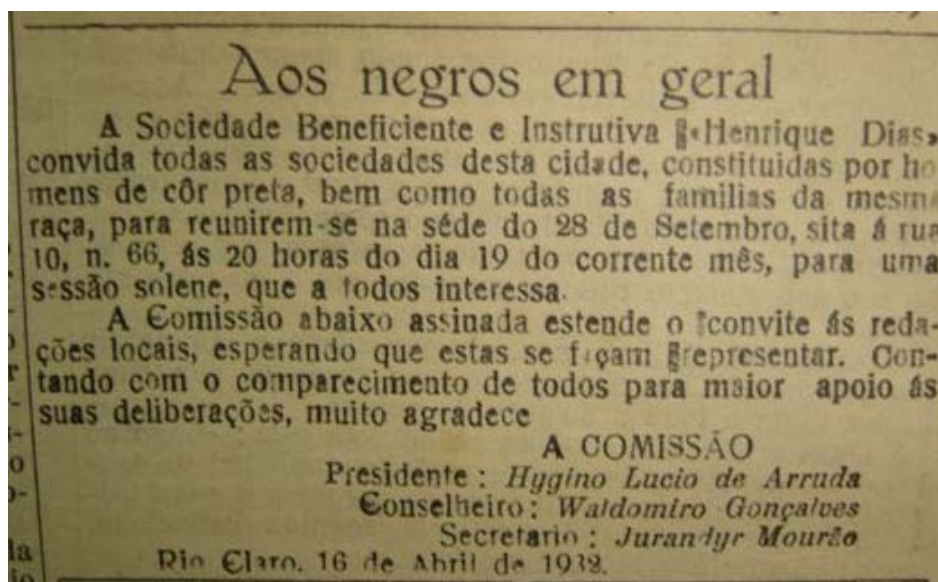 Aos negros em geral
A Sociedade Beneficiente e Instrutiva «Henrique Dias»
convida todas as sociedades desta cidade, constituidas por ho
mens de côr preta, bem como todas as familias da mesma
raça, para reunirem-se na séde do 28 de Setembro, sita á rua
10, n. 66, ás 20 horas do dia 19 do corrente mês, para uma
sessão solene, que a todos interessa.
A Comissão abaixo assinada estende o convite ás reda-
ções locais, esperando que estas se façam representar. Con-
tando com o comparecimento de todos para maior apoio ás
suas deliberações, muito agradece
A COMISSÃO
Presidente : Hygino Lucio de Arruda
Conselheiro : Waldomiro Gonçalves
Secretario : Jurandyr Mourão
Rio Claro, 16 de Abril de